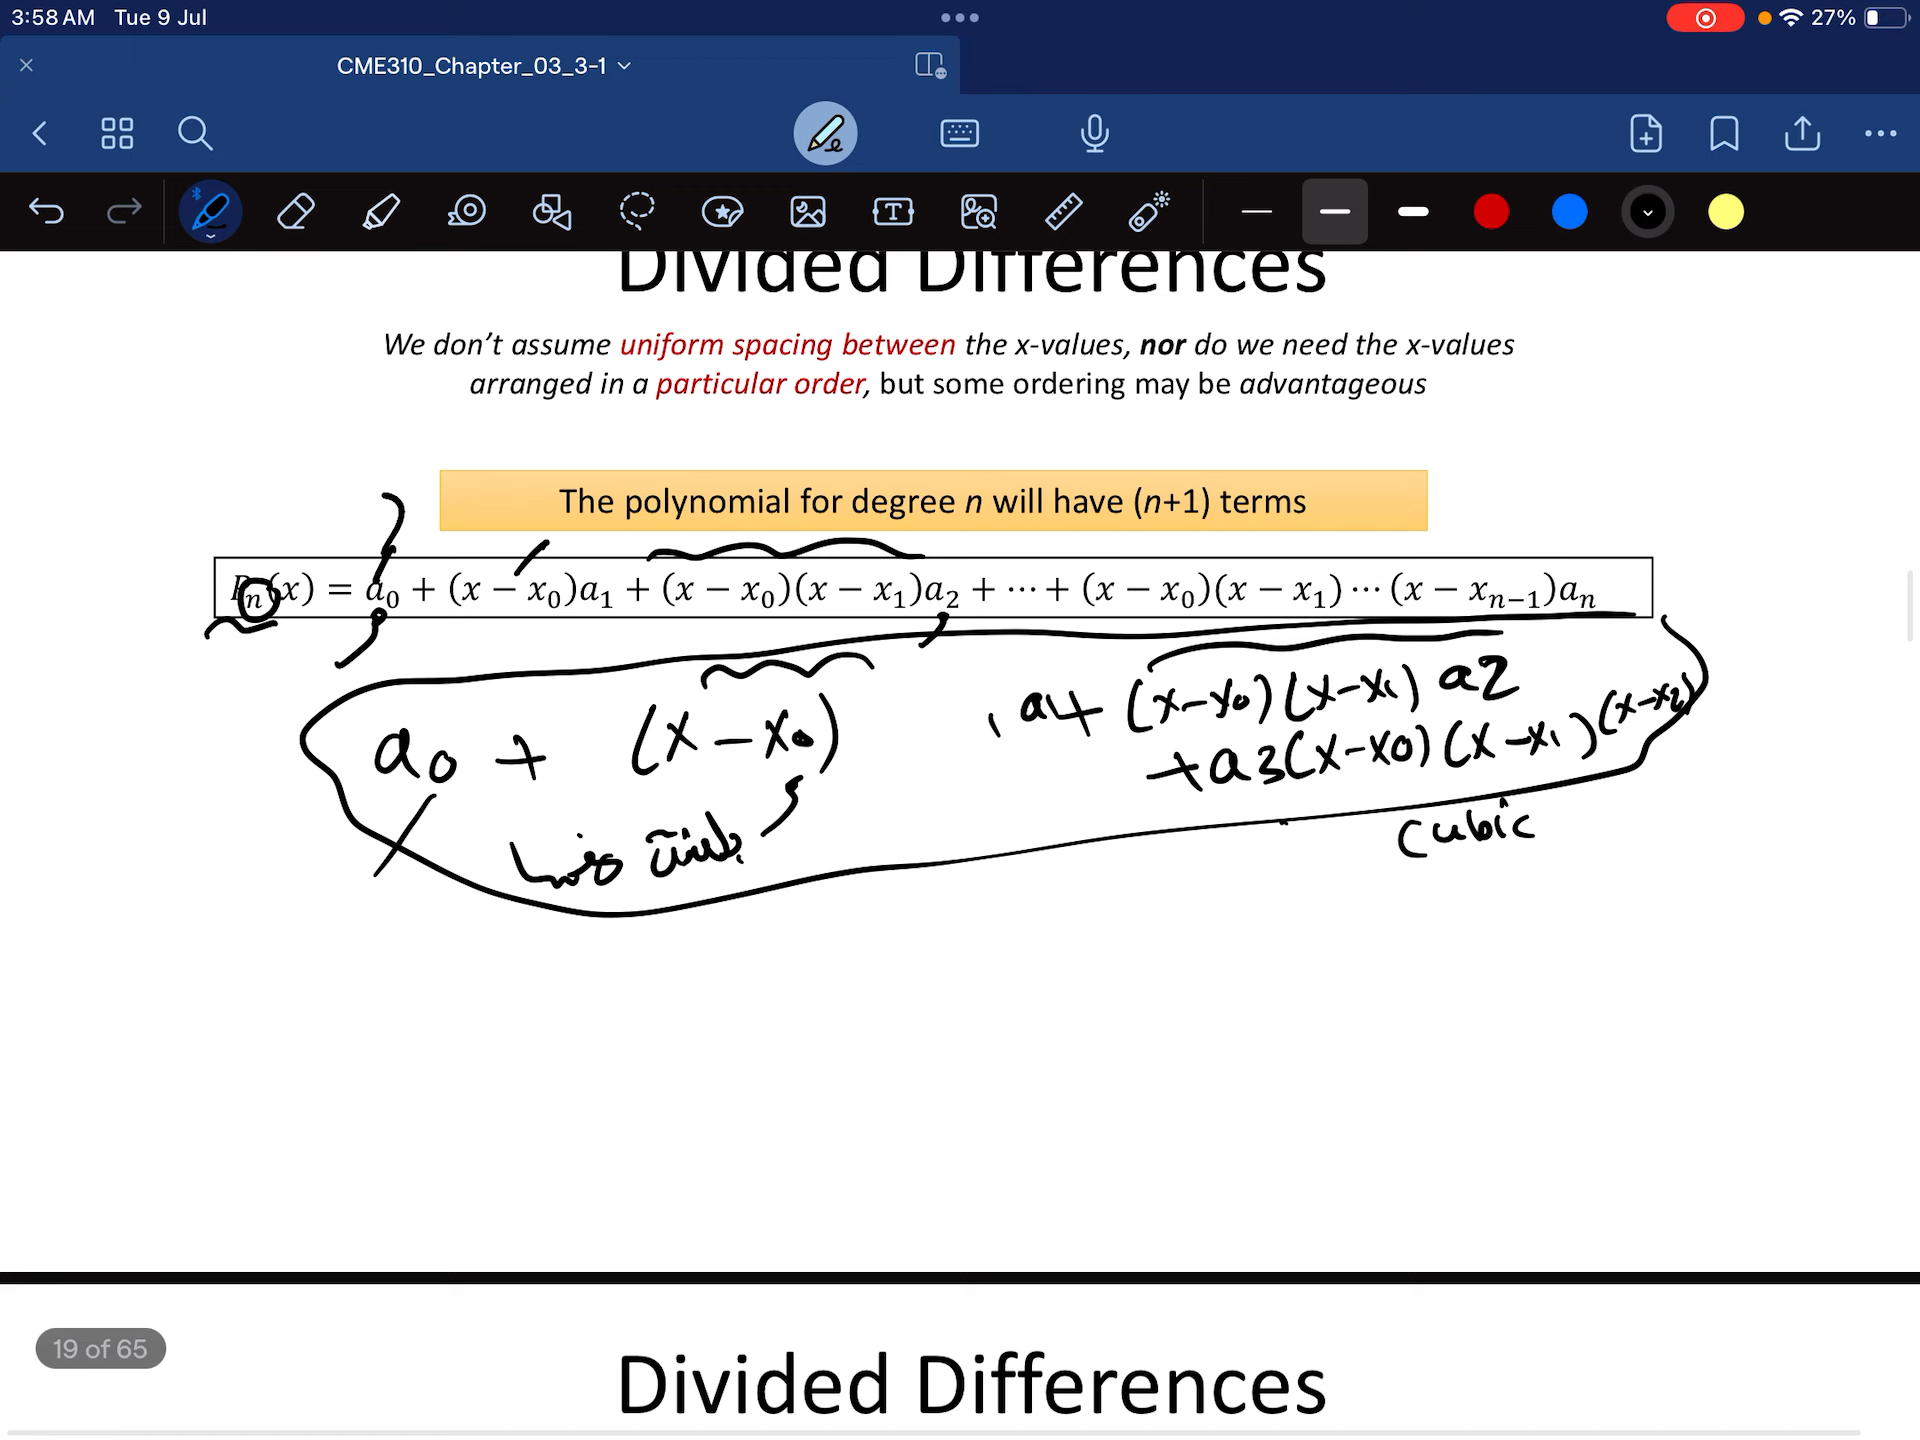 3:58 AM Tue 9 Jul 27%
CME310_Chapter_03_3-1
Divided Differences
We don't assume uniform spacing between the x-values, nor do we need the x-values
arranged in a particular order, but some ordering may be advantageous
The polynomial for degree n will have (n+1) terms
Pₙ(x) = a₀ + (x − x₀)a₁ + (x − x₀)(x − x₁)a₂ + ⋯ + (x − x₀)(x − x₁) ⋯ (x − xₙ₋₁)aₙ
a₀ + (x − x₀) , a+ (x−x₀)(x−x₁) a2
+a3(x−x0)(x−x₁)(x−x2)
cubic
19 of 65
Divided Differences